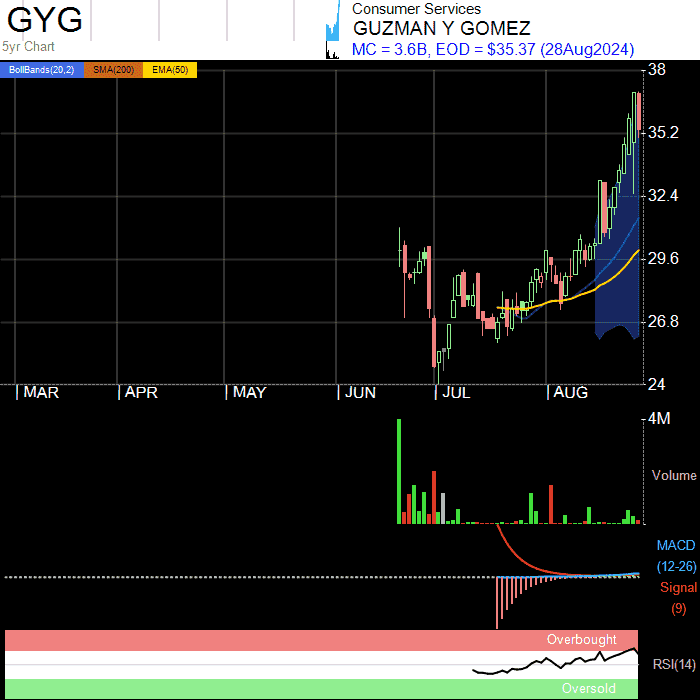 GYG
5yr Chart
Consumer Services
GUZMAN Y GOMEZ
MC = 3.6B, EOD = $35.37 (28Aug2024)
BollBands(20,2) SMA(200) EMA(50)
38
35.2
32.4
29.6
26.8
24
MAR APR MAY JUN JUL AUG
4M
Volume
MACD
(12-26)
Signal
(9)
Overbought
RSI(14)
Oversold